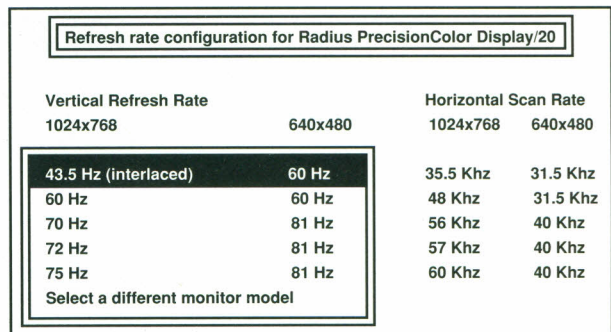 Refresh rate configuration for Radius PrecisionColor Display/20
Vertical Refresh Rate Horizontal Scan Rate
1024x768 640x480 1024x768 640x480
43.5 Hz (interlaced) 60 Hz 35.5 Khz 31.5 Khz
60 Hz 60 Hz 48 Khz 31.5 Khz
70 Hz 81 Hz 56 Khz 40 Khz
72 Hz 81 Hz 57 Khz 40 Khz
75 Hz 81 Hz 60 Khz 40 Khz
Select a different monitor model